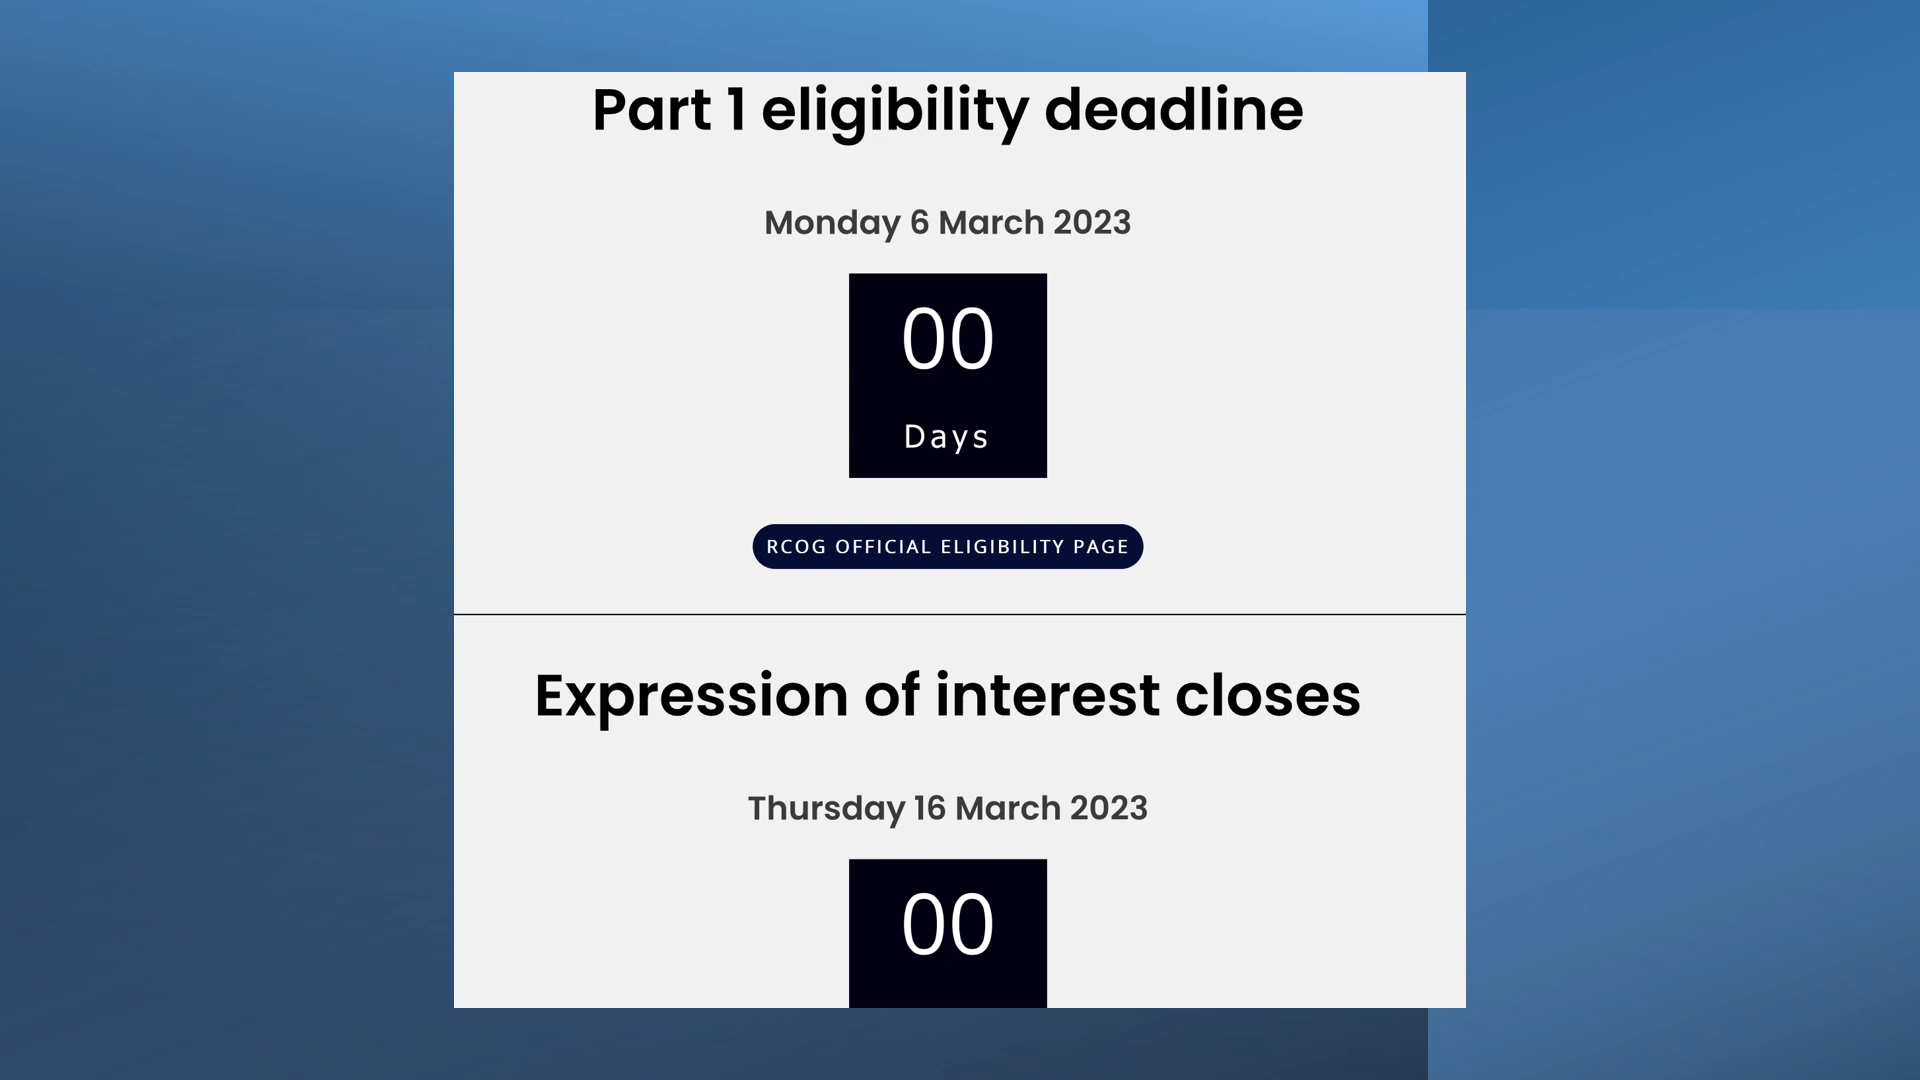 Part 1 eligibility deadline
Monday 6 March 2023
00
Days
RCOG OFFICIAL ELIGIBILITY PAGE
Expression of interest closes
Thursday 16 March 2023
00